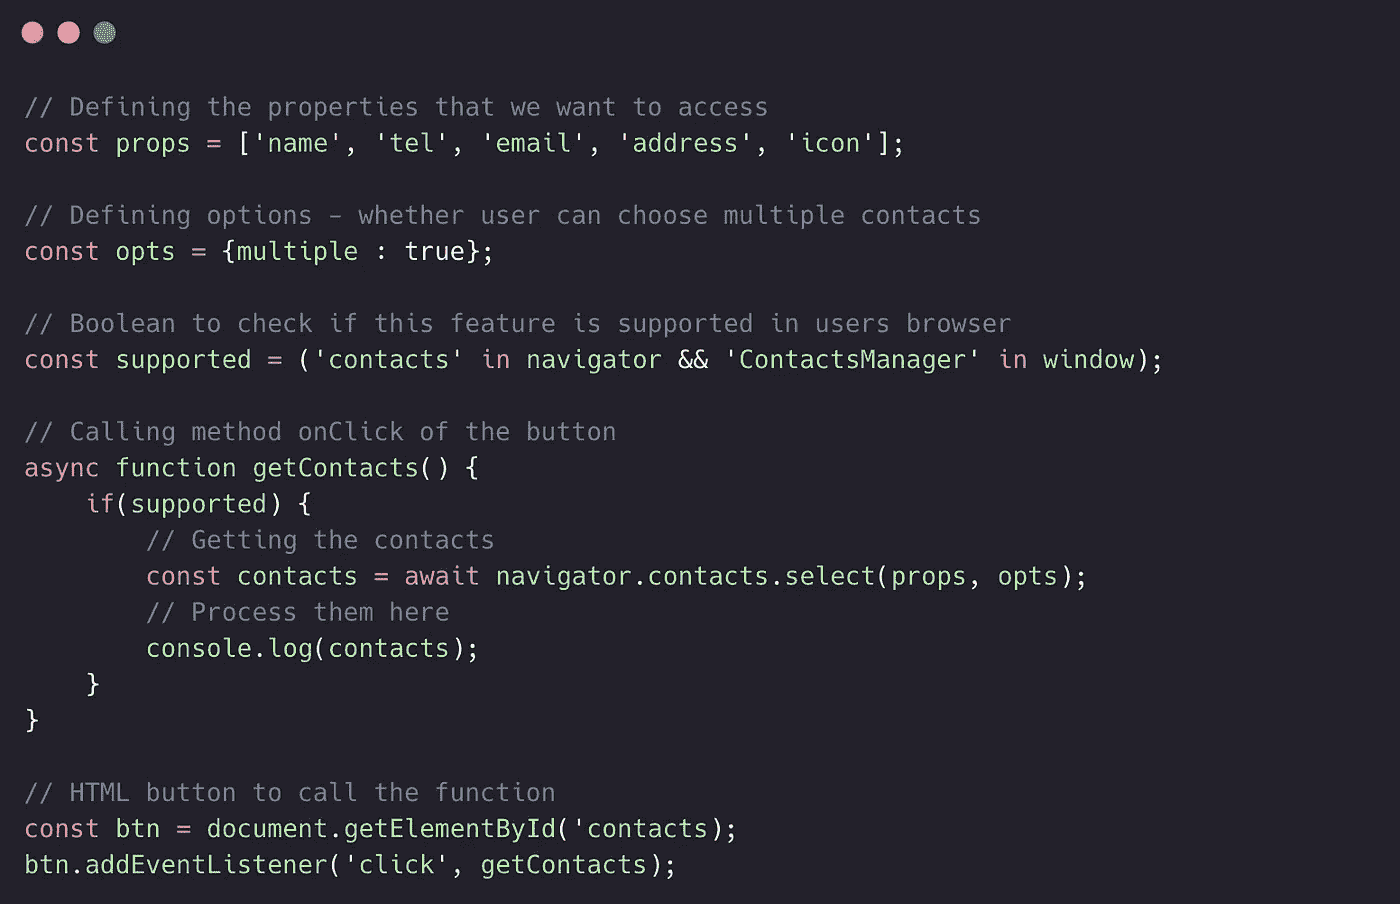 // Defining the properties that we want to access
const props = ['name', 'tel', 'email', 'address', 'icon'];
// Defining options – whether user can choose multiple contacts
const opts = {multiple : true};
// Boolean to check if this feature is supported in users browser
const supported = ('contacts' in navigator && 'ContactsManager' in window);
// Calling method onClick of the button
async function getContacts() {
    if(supported) {
        // Getting the contacts
        const contacts = await navigator.contacts.select(props, opts);
        // Process them here
        console.log(contacts);
    }
}
// HTML button to call the function
const btn = document.getElementById('contacts);
btn.addEventListener('click', getContacts);